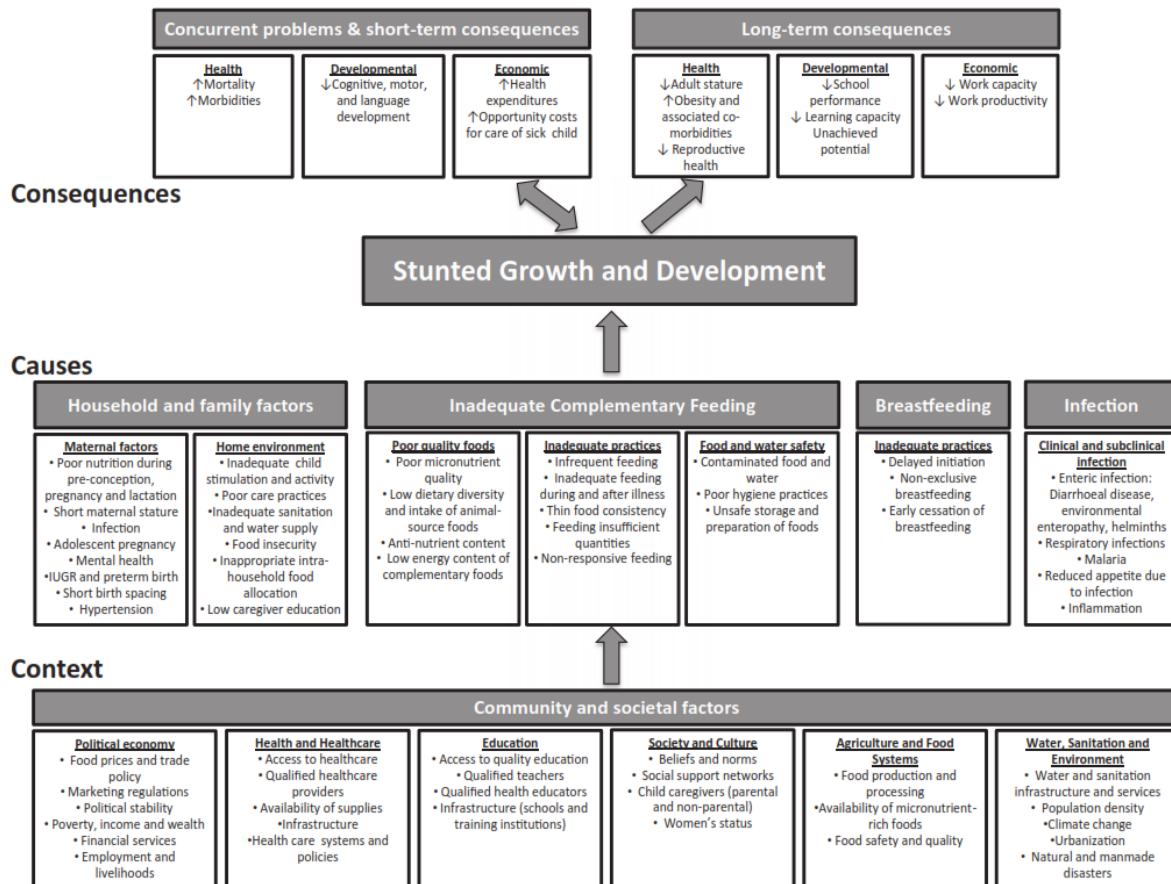 Concurrent problems & short-term consequences
Health
↑Mortality
↑Morbidities
Developmental
↓Cognitive, motor,
and language
development
Economic
↑Health
expenditures
↑Opportunity costs
for care of sick child
Long-term consequences
Health
↓Adult stature
↑Obesity and
associated co-
morbidities
↓ Reproductive
health
Developmental
↓School
performance
↓ Learning capacity
Unachieved
potential
Economic
↓ Work capacity
↓ Work productivity
Consequences
Stunted Growth and Development
Causes
Household and family factors
Maternal factors
• Poor nutrition during
pre-conception,
pregnancy and lactation
• Short maternal stature
• Infection
• Adolescent pregnancy
• Mental health
•IUGR and preterm birth
• Short birth spacing
• Hypertension
Home environment
• Inadequate child
stimulation and activity
• Poor care practices
•Inadequate sanitation
and water supply
• Food insecurity
• Inappropriate intra-
household food
allocation
• Low caregiver education
Inadequate Complementary Feeding
Poor quality foods
• Poor micronutrient
quality
• Low dietary diversity
and intake of animal-
source foods
• Anti-nutrient content
• Low energy content of
complementary foods
Inadequate practices
• Infrequent feeding
• Inadequate feeding
during and after illness
• Thin food consistency
• Feeding insufficient
quantities
• Non-responsive feeding
Food and water safety
• Contaminated food and
water
• Poor hygiene practices
• Unsafe storage and
preparation of foods
Breastfeeding
Inadequate practices
• Delayed initiation
• Non-exclusive
breastfeeding
• Early cessation of
breastfeeding
Infection
Clinical and subclinical
infection
• Enteric infection:
Diarrhoeal disease,
environmental
enteropathy, helminths
• Respiratory infections
• Malaria
• Reduced appetite due
to infection
• Inflammation
Context
Community and societal factors
Political economy
• Food prices and trade
policy
• Marketing regulations
• Political stability
• Poverty, income and wealth
• Financial services
• Employment and
livelihoods
Health and Healthcare
• Access to healthcare
• Qualified healthcare
providers
• Availability of supplies
•Infrastructure
•Health care systems and
policies
Education
• Access to quality education
• Qualified teachers
• Qualified health educators
• Infrastructure (schools and
training institutions)
Society and Culture
• Beliefs and norms
• Social support networks
• Child caregivers (parental
and non-parental)
• Women's status
Agriculture and Food
Systems
• Food production and
processing
•Availability of micronutrient-
rich foods
• Food safety and quality
Water, Sanitation and
Environment
• Water and sanitation
infrastructure and services
• Population density
•Climate change
•Urbanization
• Natural and manmade
disasters